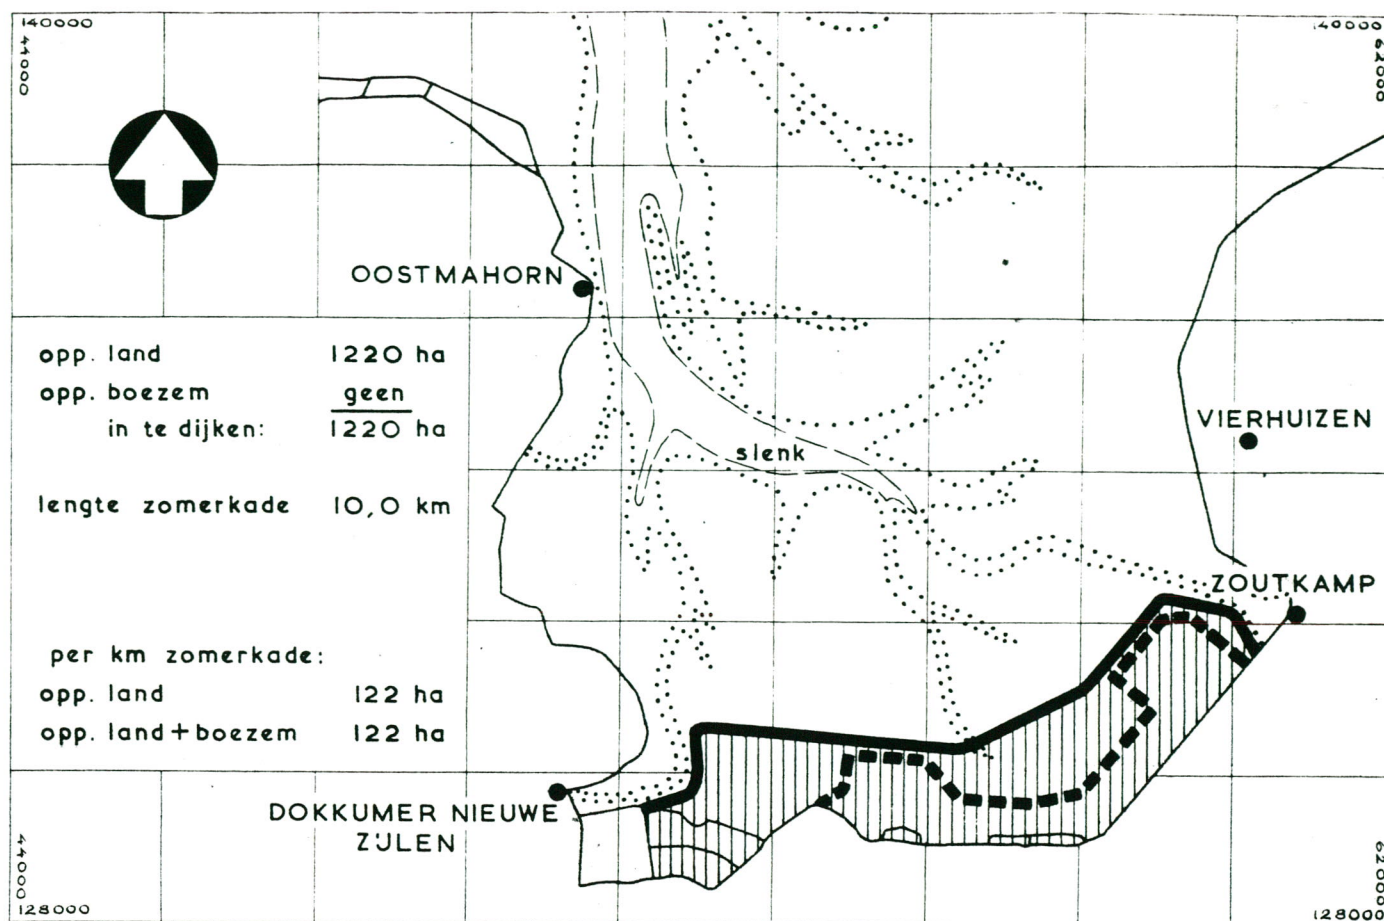 140000
140000
44000
62000
OOSTMAHORN
opp. land 1220 ha
opp. boezem geen
in te dijken: 1220 ha
VIERHUIZEN
slenk
lengte zomerkade 10,0 km
ZOUTKAMP
per km zomerkade:
opp. land 122 ha
opp. land+boezem 122 ha
DOKKUMER NIEUWE
ZIJLEN
44000
62000
128000
128000